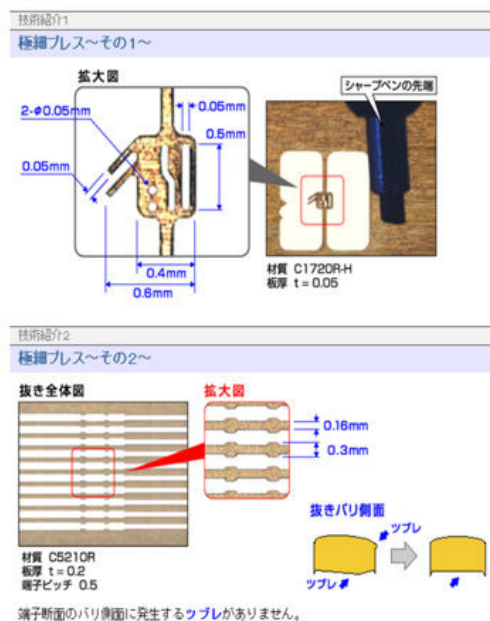 技術紹介1
極細プレス～その1～
拡大図
シャープペンの先端
2-φ0.05mm
0.05mm
0.5mm
0.05mm
0.4mm
0.6mm
材質 C1720R-H
板厚 t=0.05
技術紹介2
極細プレス～その2～
抜き全体図
拡大図
0.16mm
0.3mm
抜きバリ側面
ツブレ
ツブレ
材質 C5210R
板厚 t=0.2
端子ピッチ 0.5
端子断面のバリ側面に発生するツブレがありません。